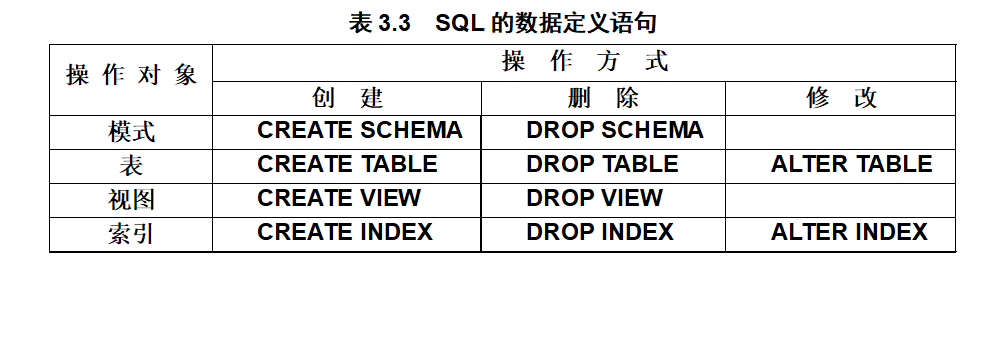 表 3.3 SQL 的数据定义语句
操作对象 操作方式
创建 删除 修改
模式 CREATE SCHEMA DROP SCHEMA
表 CREATE TABLE DROP TABLE ALTER TABLE
视图 CREATE VIEW DROP VIEW
索引 CREATE INDEX DROP INDEX ALTER INDEX